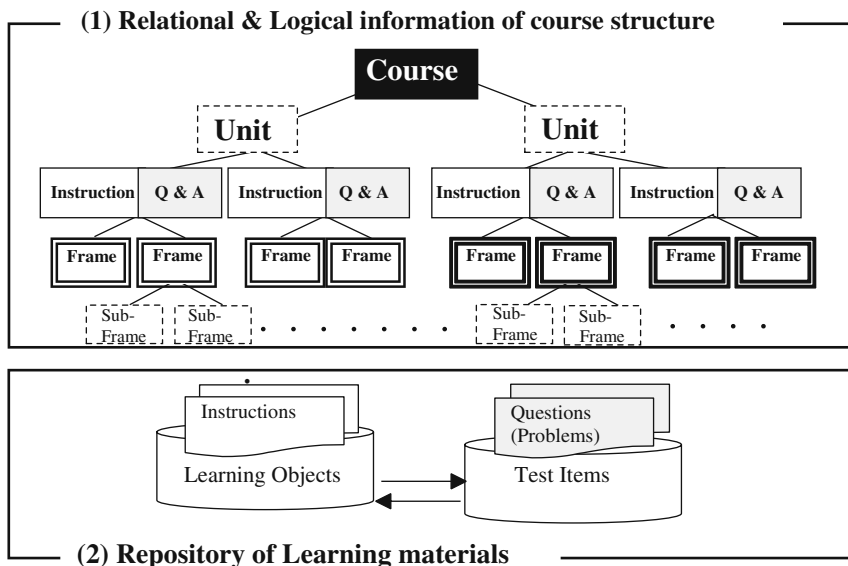 (1) Relational & Logical information of course structure
Course
Unit Unit
Instruction Q & A Instruction Q & A Instruction Q & A Instruction Q & A
Frame Frame Frame Frame Frame Frame Frame Frame
Sub-
Frame
Sub-
Frame
Sub-
Frame
Sub-
Frame
Instructions
Learning Objects
Questions
(Problems)
Test Items
(2) Repository of Learning materials